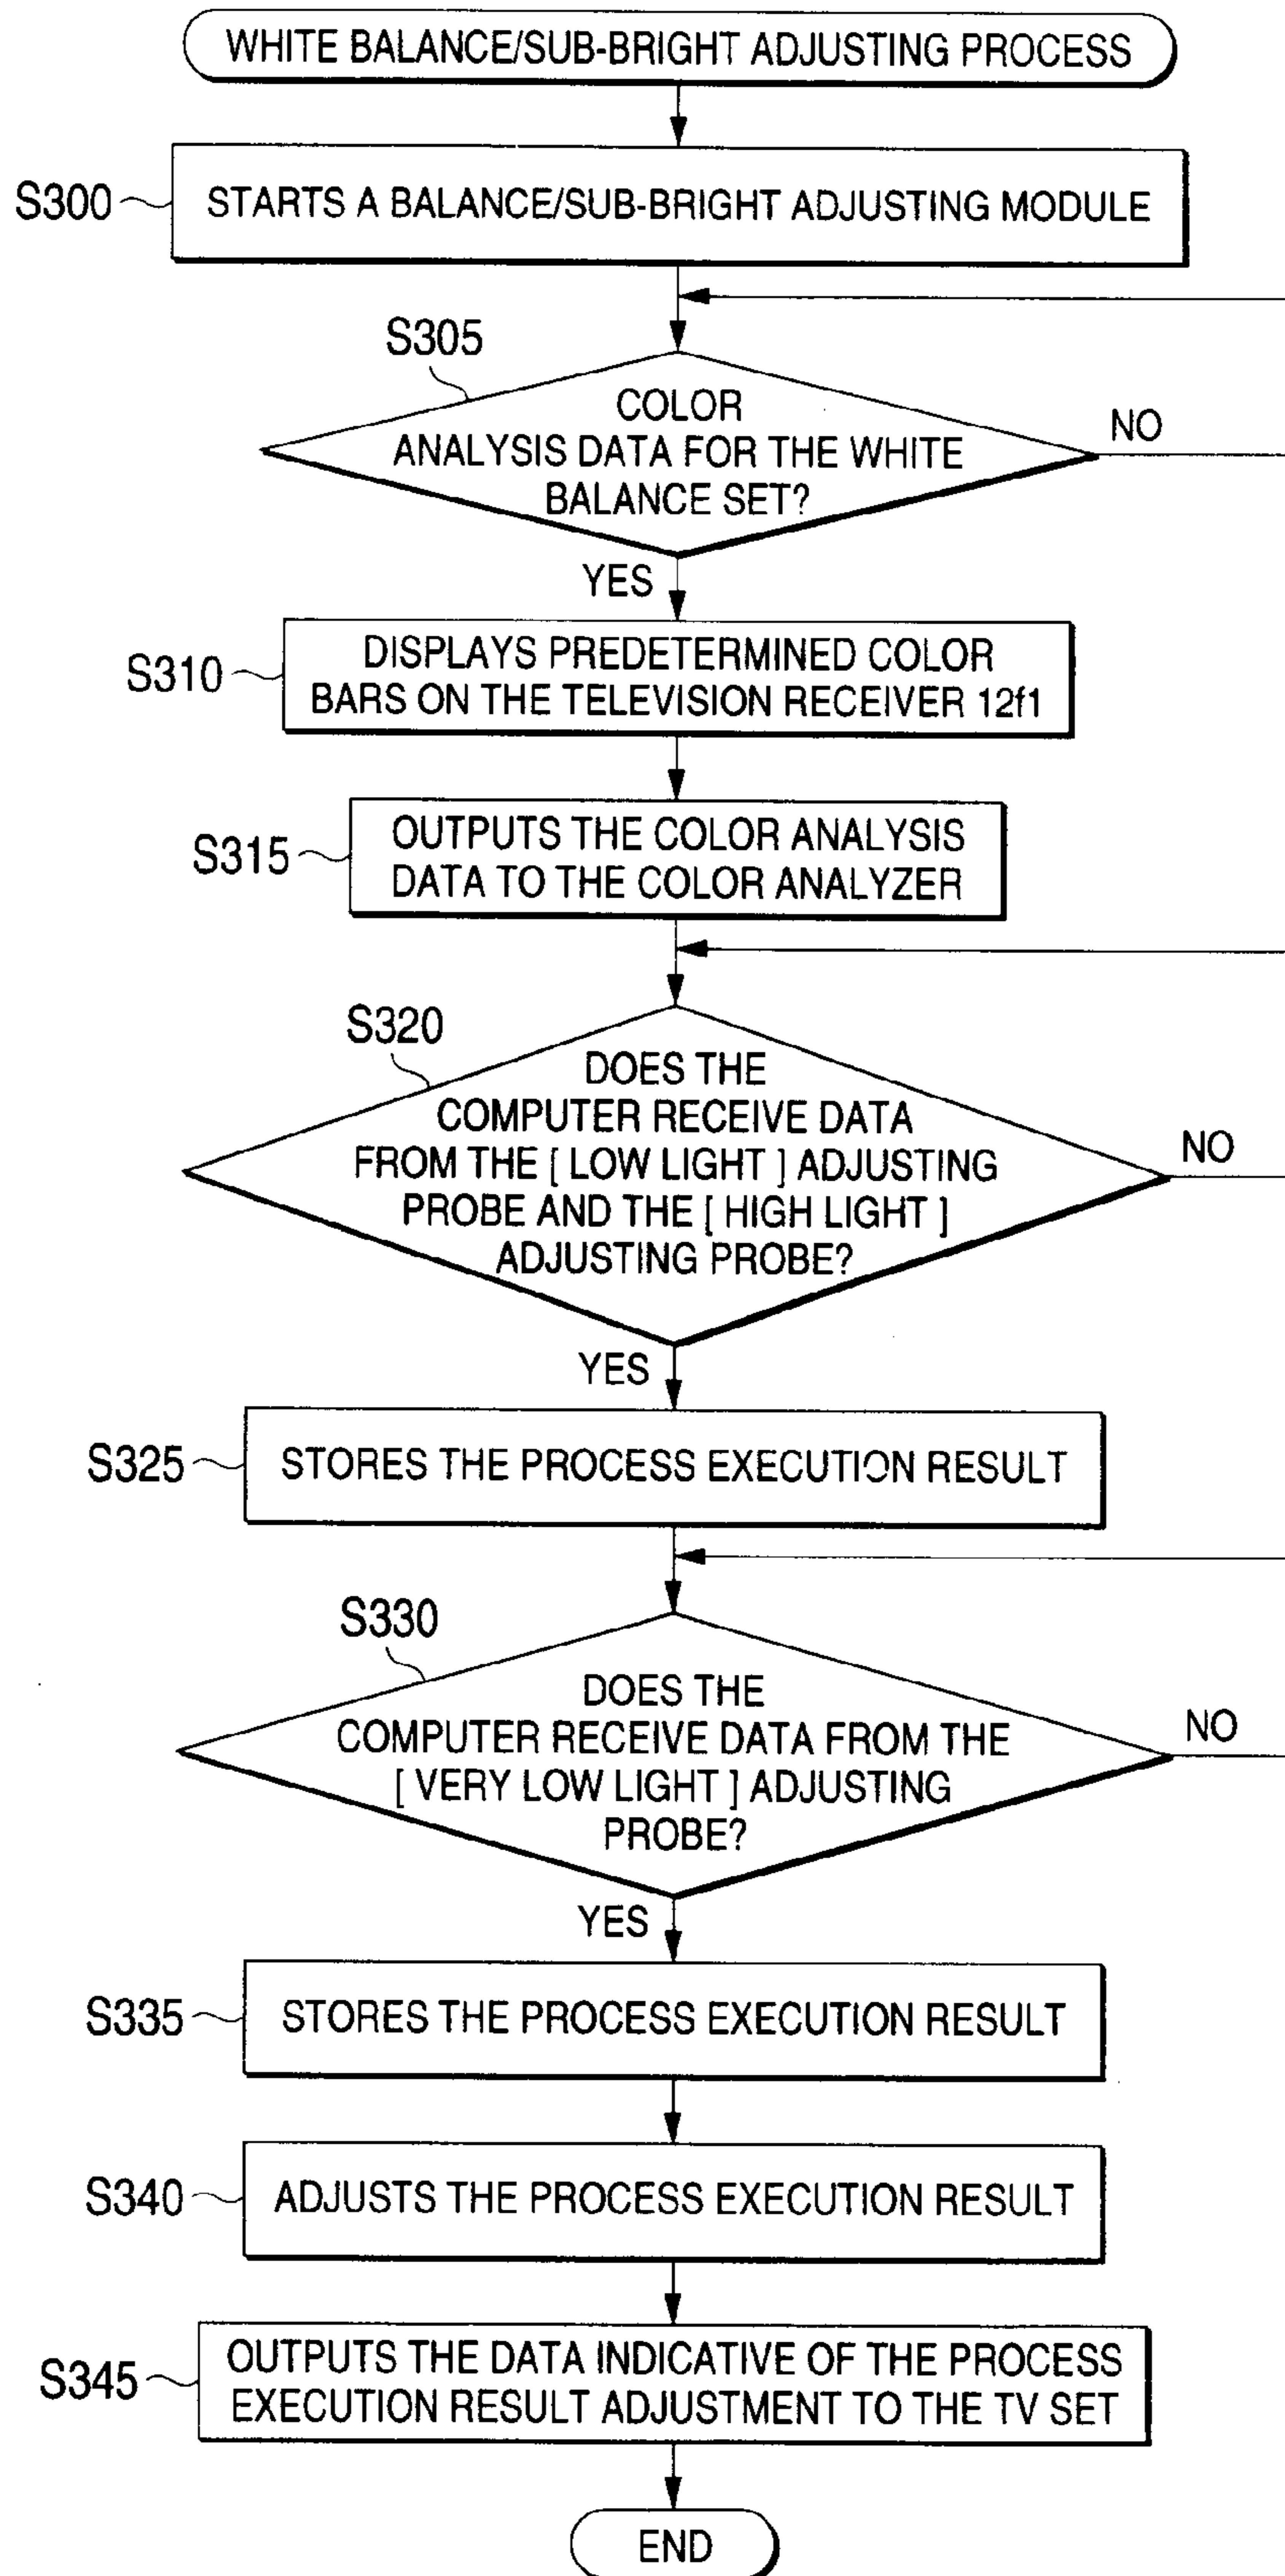 WHITE BALANCE/SUB-BRIGHT ADJUSTING PROCESS
S300
STARTS A BALANCE/SUB-BRIGHT ADJUSTING MODULE
S305
COLOR
ANALYSIS DATA FOR THE WHITE
BALANCE SET?
NO
YES
S310
DISPLAYS PREDETERMINED COLOR
BARS ON THE TELEVISION RECEIVER 12f1
S315
OUTPUTS THE COLOR ANALYSIS
DATA TO THE COLOR ANALYZER
S320
DOES THE
COMPUTER RECEIVE DATA
FROM THE [ LOW LIGHT ] ADJUSTING
PROBE AND THE [ HIGH LIGHT ]
ADJUSTING PROBE?
NO
YES
S325
STORES THE PROCESS EXECUTION RESULT
S330
DOES THE
COMPUTER RECEIVE DATA FROM THE
[ VERY LOW LIGHT ] ADJUSTING
PROBE?
NO
YES
S335
STORES THE PROCESS EXECUTION RESULT
S340
ADJUSTS THE PROCESS EXECUTION RESULT
S345
OUTPUTS THE DATA INDICATIVE OF THE PROCESS
EXECUTION RESULT ADJUSTMENT TO THE TV SET
END